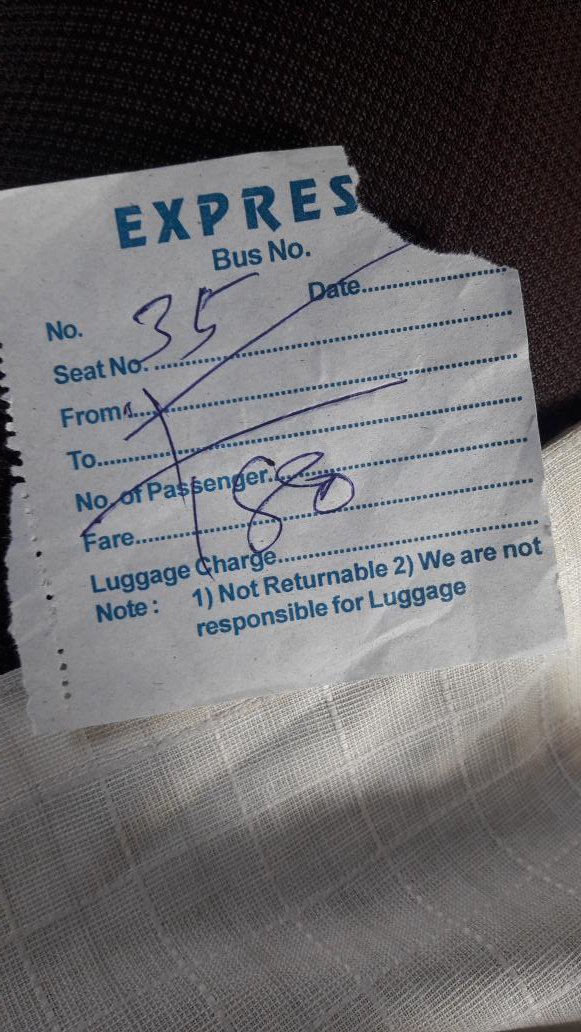 EXPRES
Bus No.
Date
No.
35
Seat No.
From
To
No. of Passenger
180
Fare
Luggage Charge
Note : 1) Not Returnable 2) We are not
responsible for Luggage